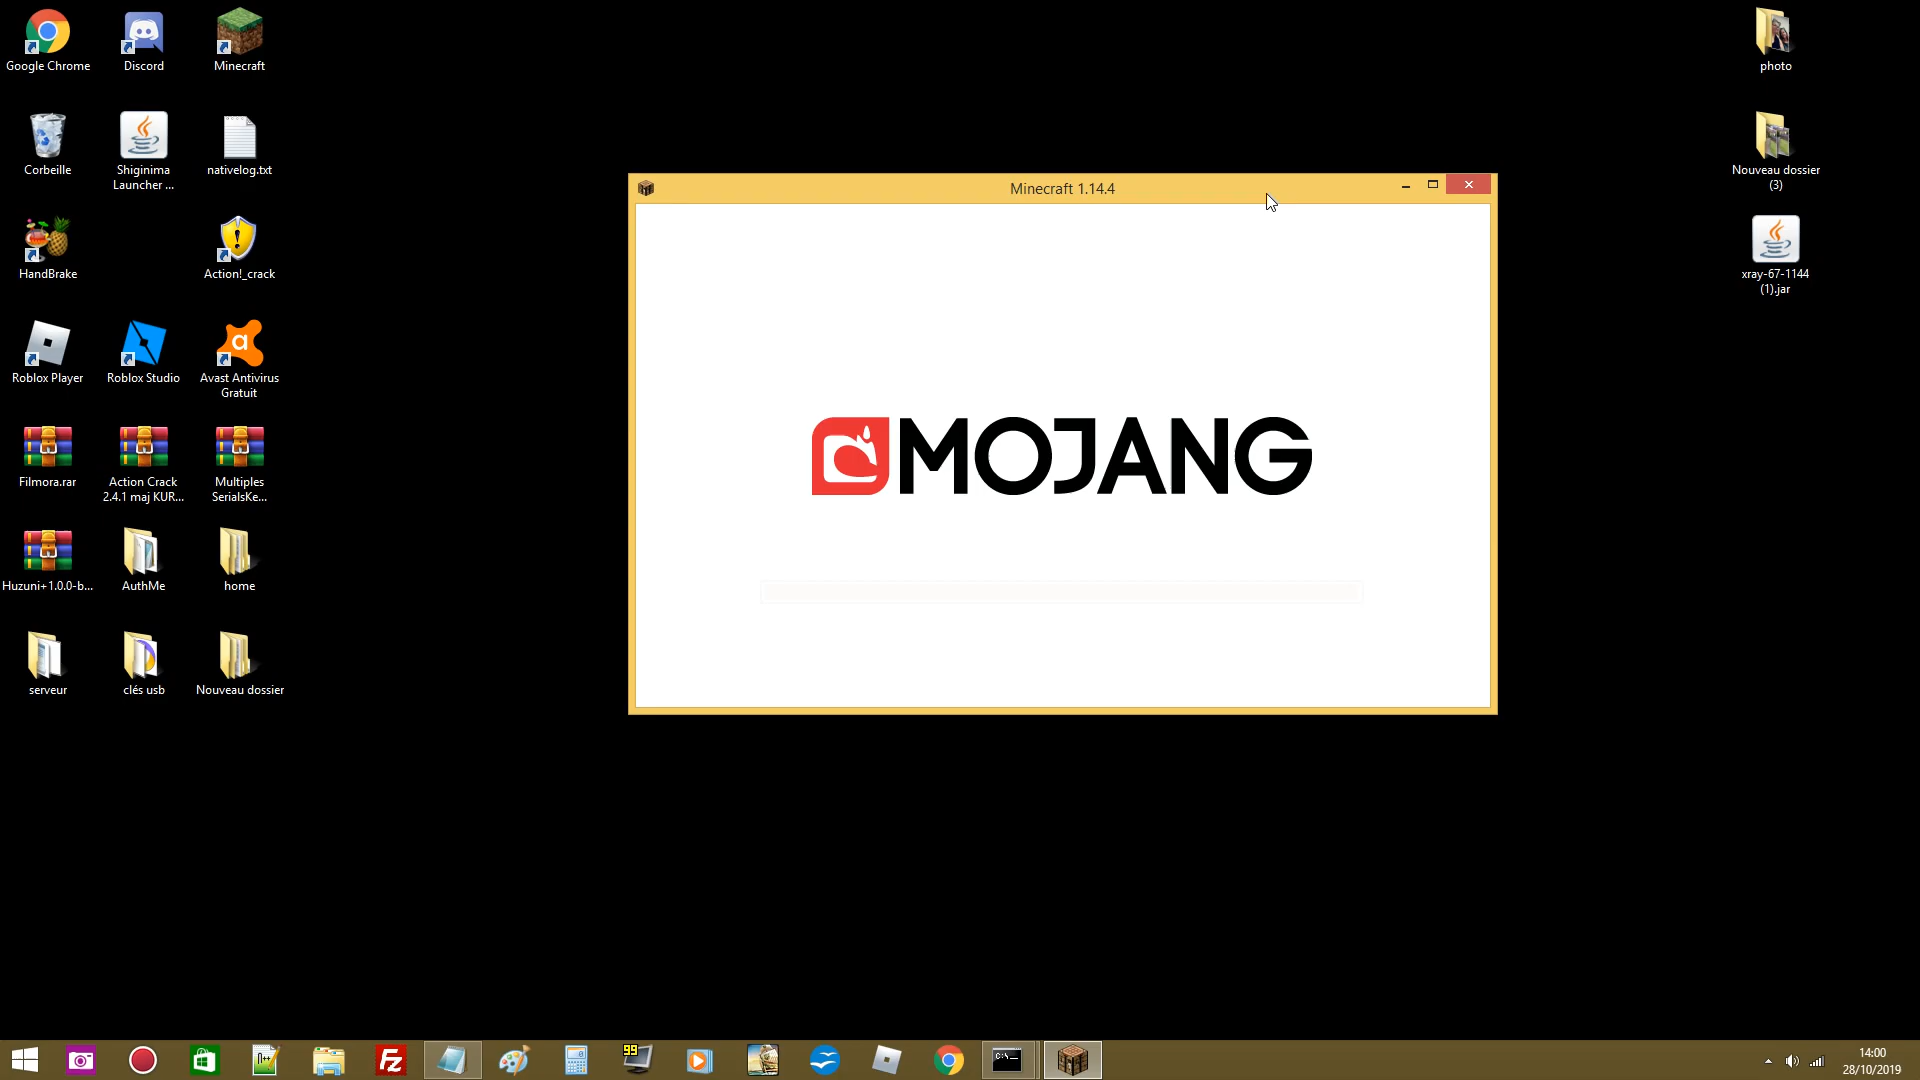 Google Chrome
Discord
Minecraft
photo
Corbeille
Shiginima
Launcher ...
nativelog.txt
Nouveau dossier
(3)
Minecraft 1.14.4
HandBrake
Action!_crack
xray-67-1144
(1).jar
Roblox Player
Roblox Studio
Avast Antivirus
Gratuit
MOJANG
Filmora.rar
Action Crack
2.4.1 maj KUR...
Multiples
SerialsKe...
Huzuni+1.0.0-b...
AuthMe
home
serveur
clés usb
Nouveau dossier
Fz
99
C:\_
14:00
28/10/2019